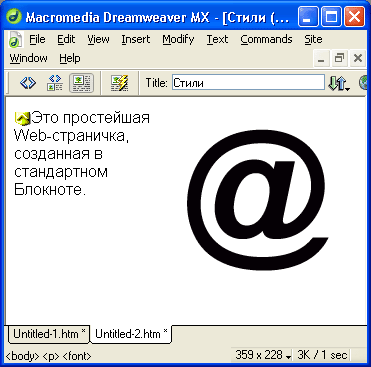 Macromedia Dreamweaver MX - [Стили (...
File Edit View Insert Modify Text Commands Site
Window Help
Title: Стили
Это простейшая
Web-страничка,
созданная в
стандартном
Блокноте.
@
Untitled-1.htm * Untitled-2.htm *
<body> <p> <font> 359 x 228 3K / 1 sec